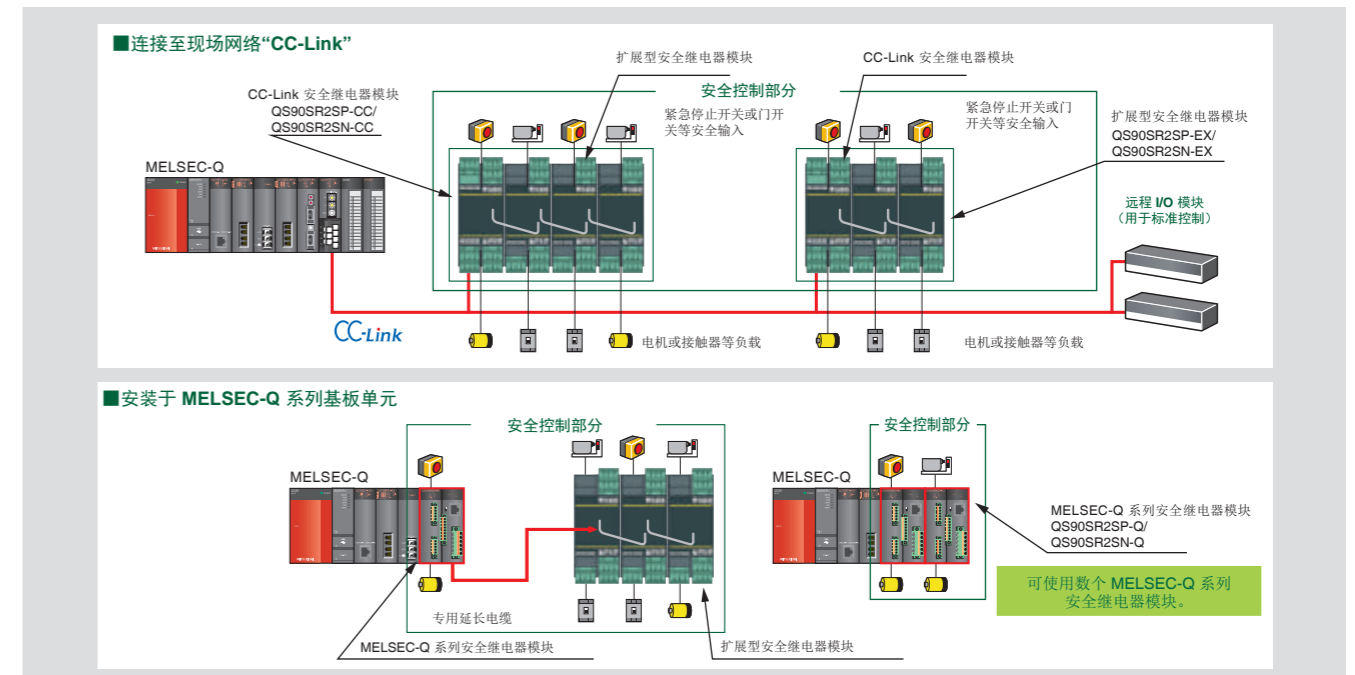 ■连接至现场网络“CC-Link”
扩展型安全继电器模块
CC-Link 安全继电器模块
安全控制部分
CC-Link 安全继电器模块
QS90SR2SP-CC/
QS90SR2SN-CC
紧急停止开关或门开
关等安全输入
紧急停止开关或门
开关等安全输入
扩展型安全继电器模块
QS90SR2SP-EX/
QS90SR2SN-EX
MELSEC-Q
远程 I/O 模块
（用于标准控制）
CC-Link
电机或接触器等负载
电机或接触器等负载
■安装于 MELSEC-Q 系列基板单元
安全控制部分
安全控制部分
MELSEC-Q
MELSEC-Q
MELSEC-Q 系列安全继电器模块
QS90SR2SP-Q/
QS90SR2SN-Q
可使用数个 MELSEC-Q 系列
安全继电器模块。
专用延长电缆
MELSEC-Q 系列安全继电器模块
扩展型安全继电器模块